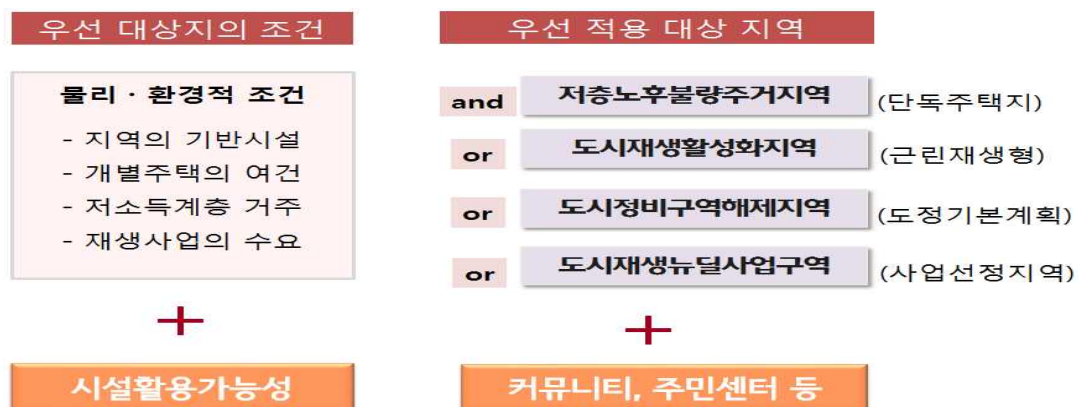 우선 대상지의 조건
물리 · 환경적 조건
- 지역의 기반시설
- 개별주택의 여건
- 저소득계층 거주
- 재생사업의 수요
+
시설활용가능성
우선 적용 대상 지역
and 저층노후불량주거지역 (단독주택지)
or 도시재생활성화지역 (근린재생형)
or 도시정비구역해제지역 (도정기본계획)
or 도시재생뉴딜사업구역 (사업선정지역)
+
커뮤니티, 주민센터 등